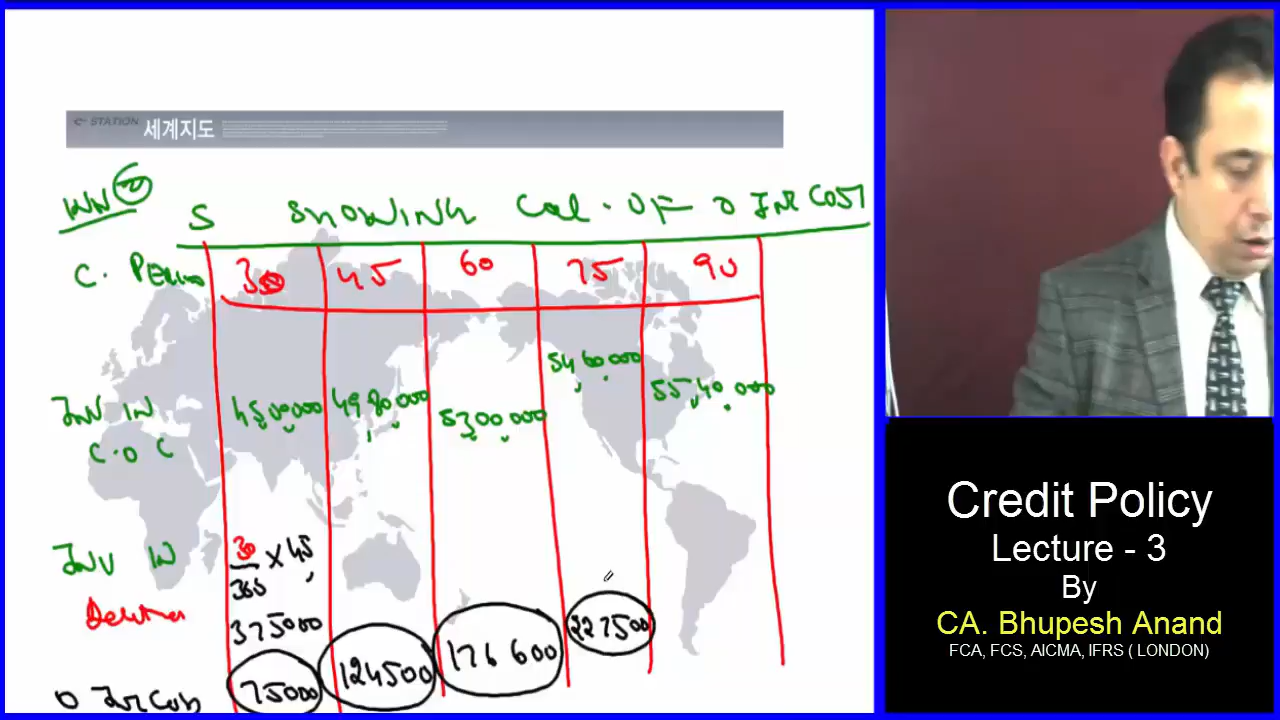 C-STATION 세계지도
WN
S SHOWING Cal. OF O INT COST
C. Period 30 45 60 75 90
5460000
INV IN 4500000 4980000 5300000 5540000
C.O.C
INV IN 30/360 × 45
Debtors
375000
O INT Cost 75000 124500 176600 227500
Credit Policy
Lecture - 3
By
CA. Bhupesh Anand
FCA, FCS, AICMA, IFRS ( LONDON)